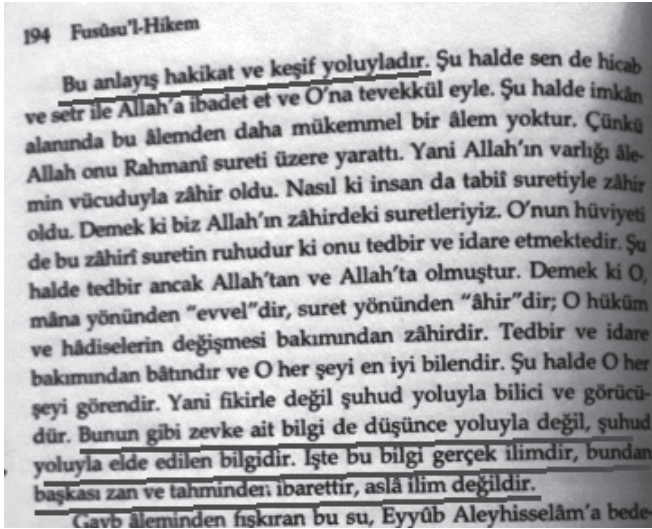 194 Fusûsu'l-Hikem
Bu anlayış hakikat ve keşif yoluyladır. Şu halde sen de hicab
ve setr ile Allah'a ibadet et ve O'na tevekkül eyle. Şu halde imkân
alanında bu âlemden daha mükemmel bir âlem yoktur. Çünkü
Allah onu Rahmanî sureti üzere yarattı. Yani Allah'ın varlığı âle-
min vücuduyla zâhir oldu. Nasıl ki insan da tabiî suretiyle zâhir
oldu. Demek ki biz Allah'ın zâhirdeki suretleriyiz. O'nun hüviyeti
de bu zâhirî suretin ruhudur ki onu tedbir ve idare etmektedir. Şu
halde tedbir ancak Allah'tan ve Allah'ta olmuştur. Demek ki O,
mâna yönünden "evvel"dir, suret yönünden "âhir"dir; O hüküm
ve hâdiselerin değişmesi bakımından zâhirdir. Tedbir ve idare
bakımından bâtındır ve O her şeyi en iyi bilendir. Şu halde O her
şeyi görendir. Yani fikirle değil şuhud yoluyla bilici ve görücü-
dür. Bunun gibi zevke ait bilgi de düşünce yoluyla değil, şuhud
yoluyla elde edilen bilgidir. İşte bu bilgi gerçek ilimdir, bundan
başkası zan ve tahminden ibarettir, aslâ ilim değildir.
Gayb âleminden fışkıran bu su, Eyyûb Aleyhisselâm'a bede-